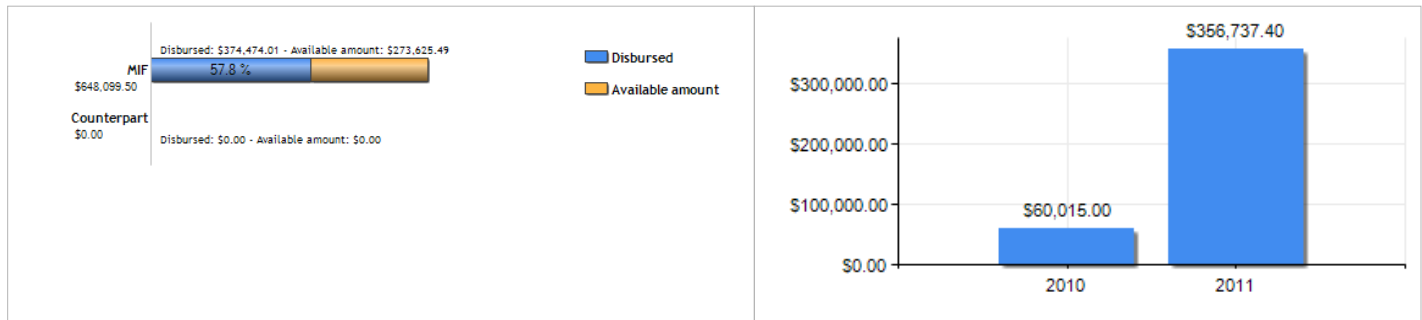 Disbursed: $374,474.01 - Available amount: $273,625.49
MIF
57.8 %
$648,099.50
Counterpart
$0.00
Disbursed: $0.00 - Available amount: $0.00
Disbursed
Available amount
$356,737.40
$300,000.00
$200,000.00
$100,000.00
$60,015.00
$0.00
2010 2011